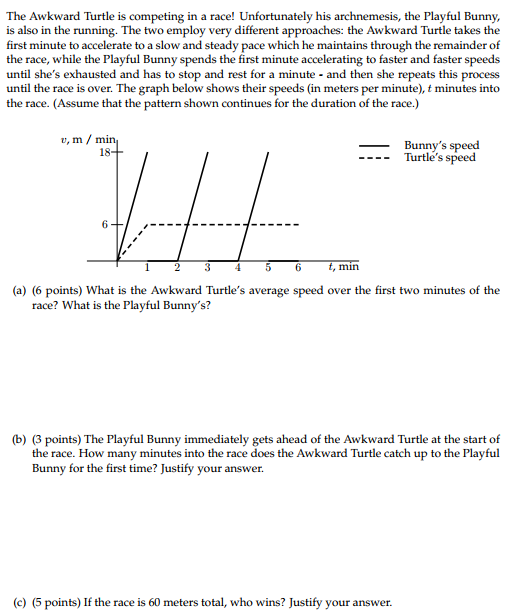 The Awkward Turtle is competing in a race! Unfortunately his archnemesis, the Playful Bunny,
is also in the running. The two employ very different approaches: the Awkward Turtle takes the
first minute to accelerate to a slow and steady pace which he maintains through the remainder of
the race, while the Playful Bunny spends the first minute accelerating to faster and faster speeds
until she's exhausted and has to stop and rest for a minute - and then she repeats this process
until the race is over. The graph below shows their speeds (in meters per minute), t minutes into
the race. (Assume that the pattern shown continues for the duration of the race.)
v, m / min
18
Bunny's speed
Turtle's speed
6
1 2 3 4 5 6 t, min
(a) (6 points) What is the Awkward Turtle's average speed over the first two minutes of the
race? What is the Playful Bunny's?
(b) (3 points) The Playful Bunny immediately gets ahead of the Awkward Turtle at the start of
the race. How many minutes into the race does the Awkward Turtle catch up to the Playful
Bunny for the first time? Justify your answer.
(c) (5 points) If the race is 60 meters total, who wins? Justify your answer.